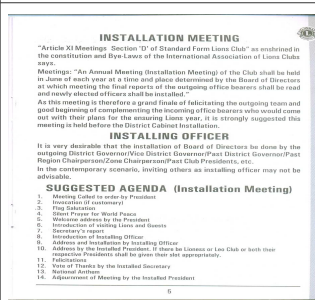 INSTALLATION MEETING
"Article XI Meetings Section 'D' of Standard Form Lions Club" as enshrined in
the constitution and Bye-Laws of the International Association of Lions Clubs
says.
Meetings: "An Annual Meeting (Installation Meeting) of the Club shall be held
in June of each year at a time and place determined by the Board of Directors
at which meeting the final reports of the outgoing office bearers shall be read
and newly elected officers shall be installed."
As this meeting is therefore a grand finale of felicitating the outgoing team and
good beginning of complementing the incoming office bearers who would come
out with their plans for the ensuring Lions year, it is strongly suggested this
meeting is held before the District Cabinet Installation.
INSTALLING OFFICER
It is very desirable that the installation of Board of Directors be done by the
outgoing District Governor/Vice District Governor/Past District Governor/Past
Region Chairperson/Zone Chairperson/Past Club Presidents, etc.
In the contemporary scenario, inviting others as installing officer may not be
advisable.
SUGGESTED AGENDA (Installation Meeting)
1. Meeting Called to order by President
2. Invocation (if customary)
3. Flag Salutation
4. Silent Prayer for World Peace
5. Welcome address by the President
6. Introduction of visiting Lions and Guests
7. Secretary's report
8. Introduction of Installing Officer
9. Address and Installation by Installing Officer
10. Address by the Installed President. If there be Lioness or Leo Club or both their
respective Presidents shall be given their slot appropriately.
11. Felicitations
12. Vote of Thanks by the Installed Secretary
13. National Anthem
14. Adjournment of Meeting by the Installed President
5